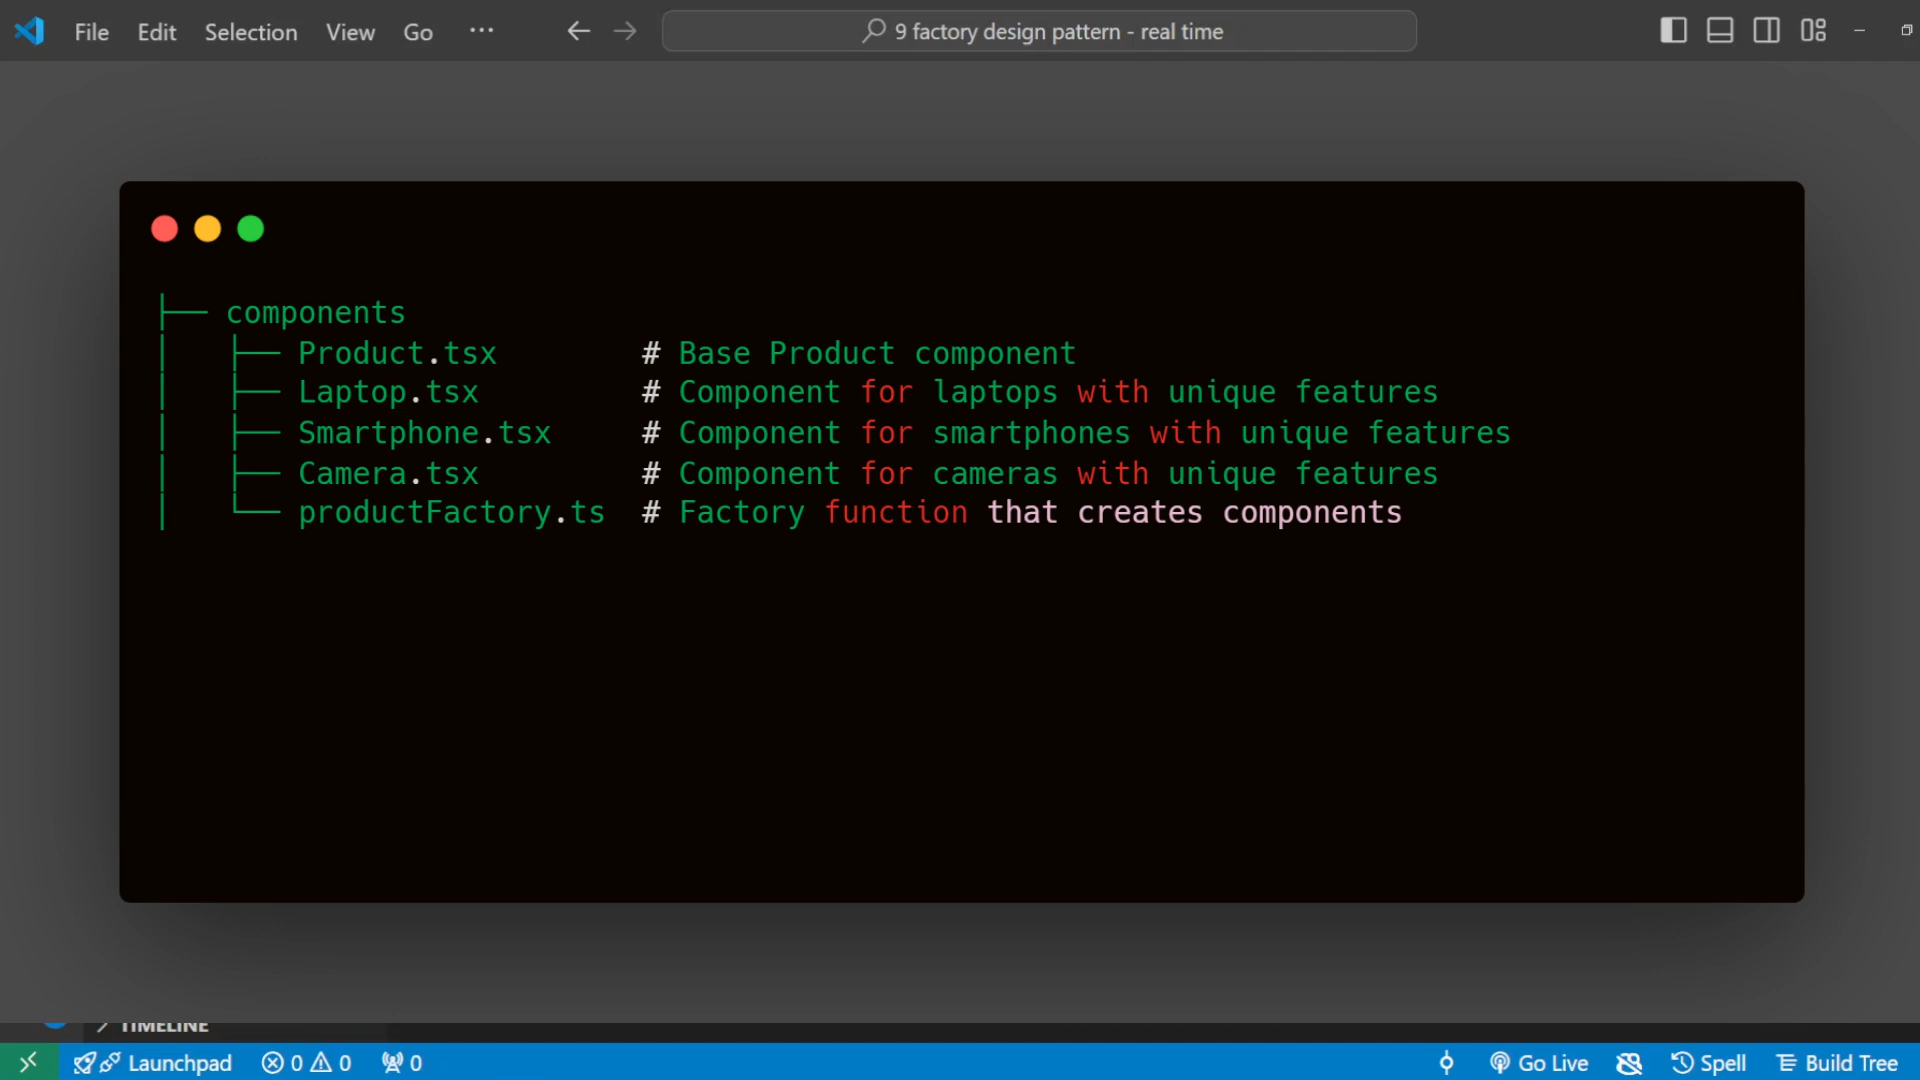 File Edit Selection View Go ··· 9 factory design pattern - real time
├── components
│   ├── Product.tsx        # Base Product component
│   ├── Laptop.tsx         # Component for laptops with unique features
│   ├── Smartphone.tsx     # Component for smartphones with unique features
│   ├── Camera.tsx         # Component for cameras with unique features
│   └── productFactory.ts  # Factory function that creates components
TIMELINE
Launchpad 0 0 0 Go Live Spell Build Tree